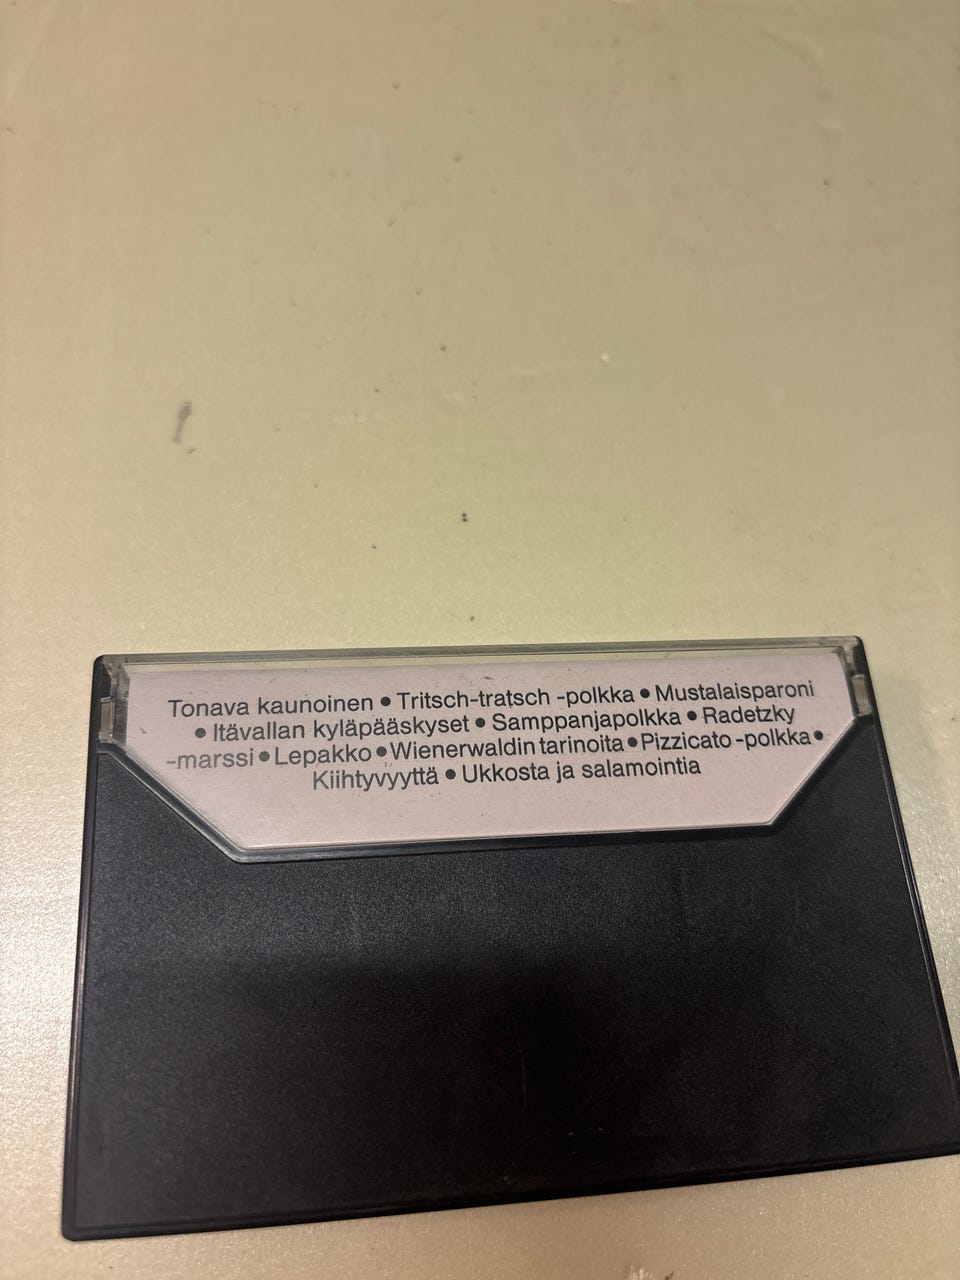 Tonava kaunoinen • Tritsch-tratsch -polkka • Mustalaisparoni
• Itävallan kyläpääskyset • Samppanjapolkka • Radetzky
-marssi • Lepakko • Wienerwaldin tarinoita • Pizzicato -polkka •
Kiihtyvyyttä • Ukkosta ja salamointia